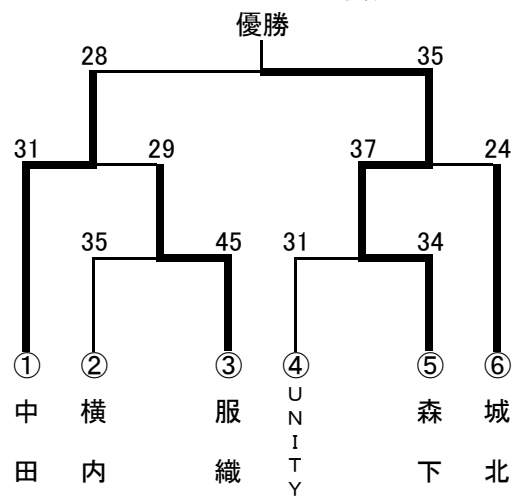 優勝
28 35
31 29 37 24
35 45 31 34
① ② ③ ④ ⑤ ⑥
中田
横内
服織
UNITY
森下
城北